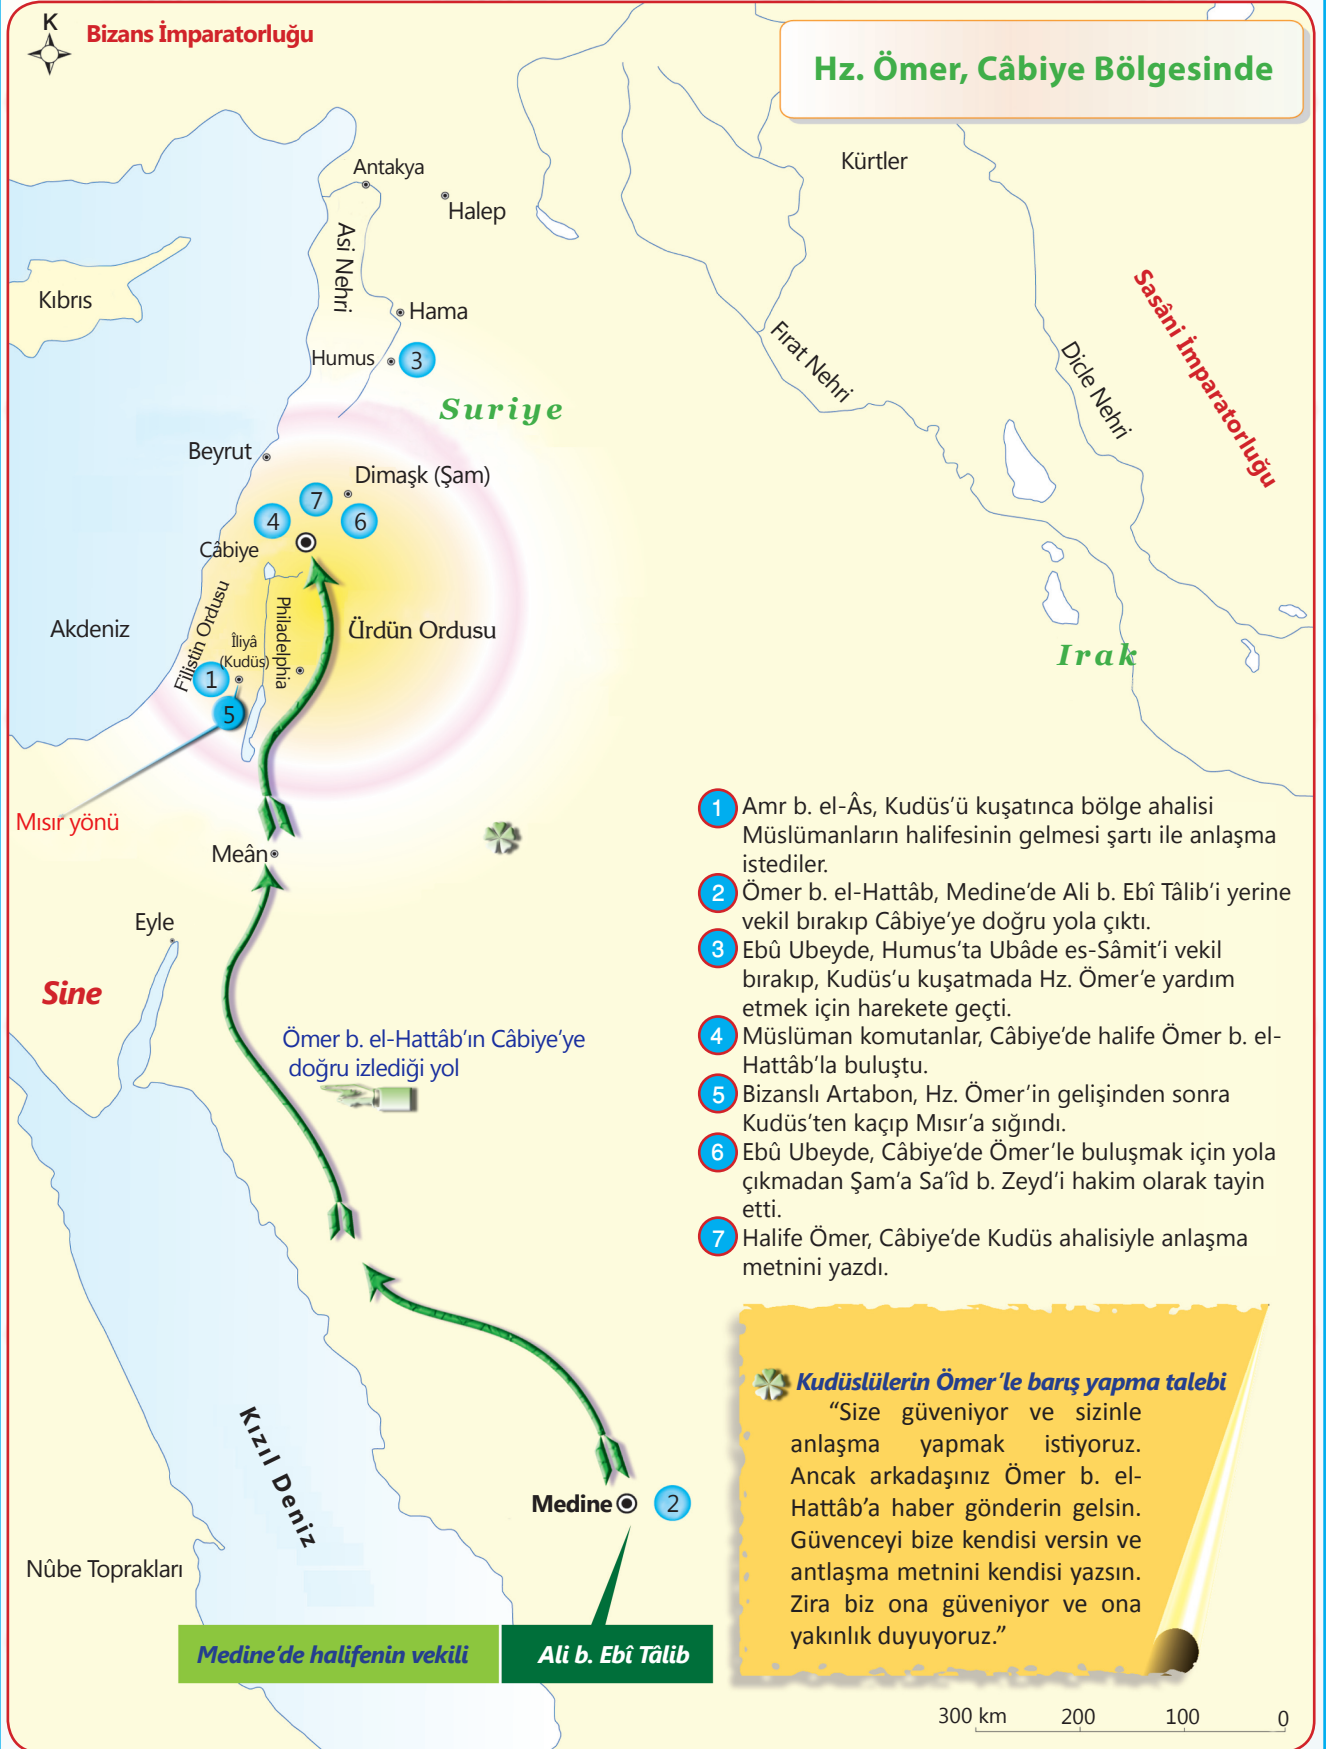 K
Bizans İmparatorluğu
Hz. Ömer, Câbiye Bölgesinde
Kürtler
Antakya
Halep
Asi Nehri
Kıbrıs
Hama
Humus
3
Sasâni İmparatorluğu
Fırat Nehri
Dicle Nehri
Suriye
Beyrut
Dimaşk (Şam)
7
4
6
Câbiye
Akdeniz
Filistin Ordusu
Philadelphia
Ürdün Ordusu
Îliyâ
(Kudüs)
1
5
Irak
Mısır yönü
Meân
Eyle
Sine
Ömer b. el-Hattâb’ın Câbiye’ye
doğru izlediği yol
1 Amr b. el-Âs, Kudüs’ü kuşatınca bölge ahalisi
Müslümanların halifesinin gelmesi şartı ile anlaşma
istediler.
2 Ömer b. el-Hattâb, Medine’de Ali b. Ebî Tâlib’i yerine
vekil bırakıp Câbiye’ye doğru yola çıktı.
3 Ebû Ubeyde, Humus’ta Ubâde es-Sâmit’i vekil
bırakıp, Kudüs’u kuşatmada Hz. Ömer’e yardım
etmek için harekete geçti.
4 Müslüman komutanlar, Câbiye’de halife Ömer b. el-
Hattâb’la buluştu.
5 Bizanslı Artabon, Hz. Ömer’in gelişinden sonra
Kudüs’ten kaçıp Mısır’a sığındı.
6 Ebû Ubeyde, Câbiye’de Ömer’le buluşmak için yola
çıkmadan Şam’a Sa’îd b. Zeyd’i hakim olarak tayin
etti.
7 Halife Ömer, Câbiye’de Kudüs ahalisiyle anlaşma
metnini yazdı.
Kudüslülerin Ömer’le barış yapma talebi
“Size güveniyor ve sizinle
anlaşma yapmak istiyoruz.
Ancak arkadaşınız Ömer b. el-
Hattâb’a haber gönderin gelsin.
Güvenceyi bize kendisi versin ve
antlaşma metnini kendisi yazsın.
Zira biz ona güveniyor ve ona
yakınlık duyuyoruz.”
Kızıl Deniz
Medine
2
Nûbe Toprakları
Medine’de halifenin vekili
Ali b. Ebî Tâlib
300 km 200 100 0